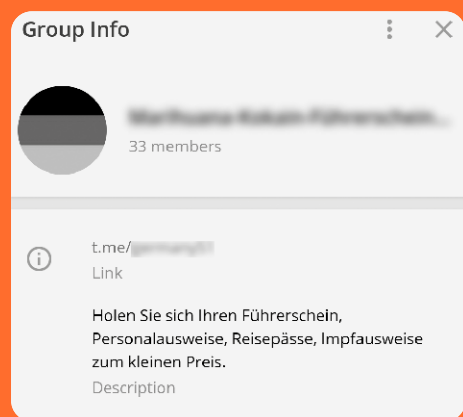 Group Info
33 members
t.me/
Link
Holen Sie sich Ihren Führerschein,
Personalausweise, Reisepässe, Impfausweise
zum kleinen Preis.
Description